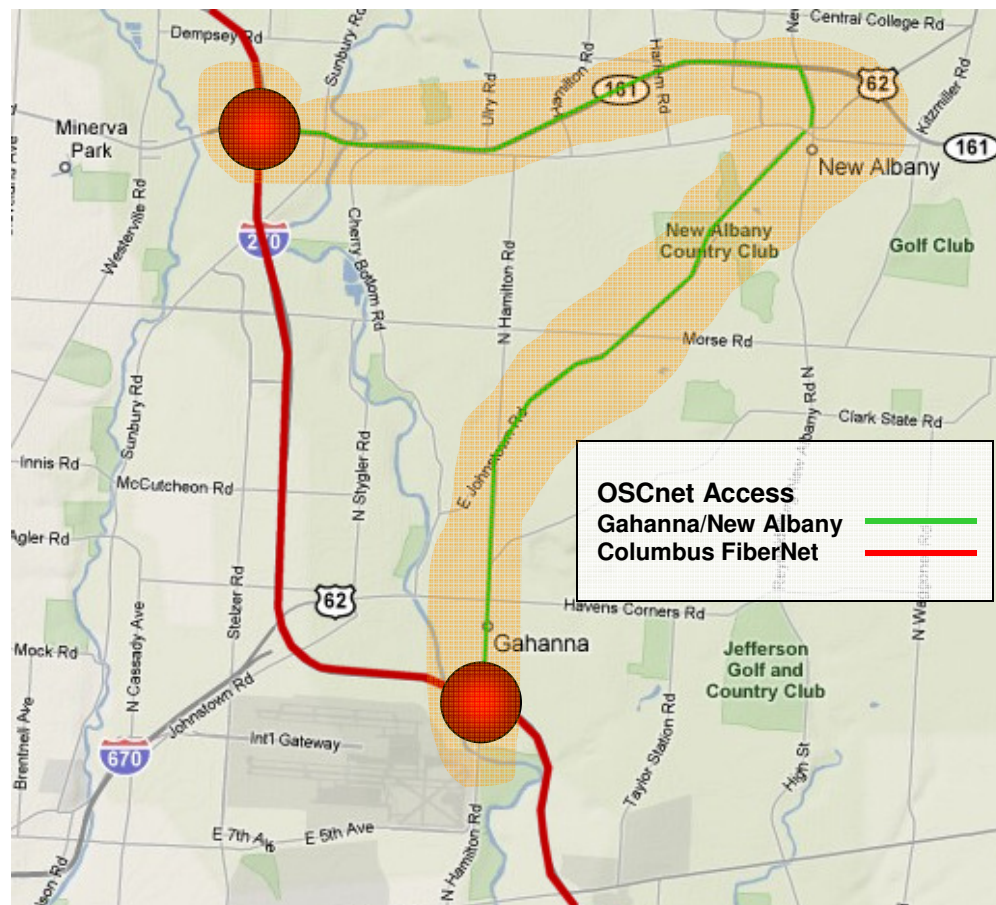 Dempsey Rd
Sunbury Rd
Central College Rd
Ulry Rd
Hamilton Rd
Harlem Rd
161
62
Kitzmiller Rd
161
Minerva
Park
New Albany
Westerville Rd
270
Cherry Bottom Rd
New Albany
Country Club
Golf Club
N Hamilton Rd
Morse Rd
Sunbury Rd
Clark State Rd
Innis Rd
McCutcheon Rd
N Stygler Rd
E Johnstown Rd
OSCnet Access
Gahanna/New Albany
Columbus FiberNet
Agler Rd
Stelzer Rd
62
Havens Corners Rd
Gahanna
Mock Rd
N Cassady Ave
Jefferson
Golf and
Country Club
Johnstown Rd
Brentnell Ave
Int'l Gateway
670
Taylor Station Rd
High St
E 7th Av
E 5th Ave
N Hamilton Rd